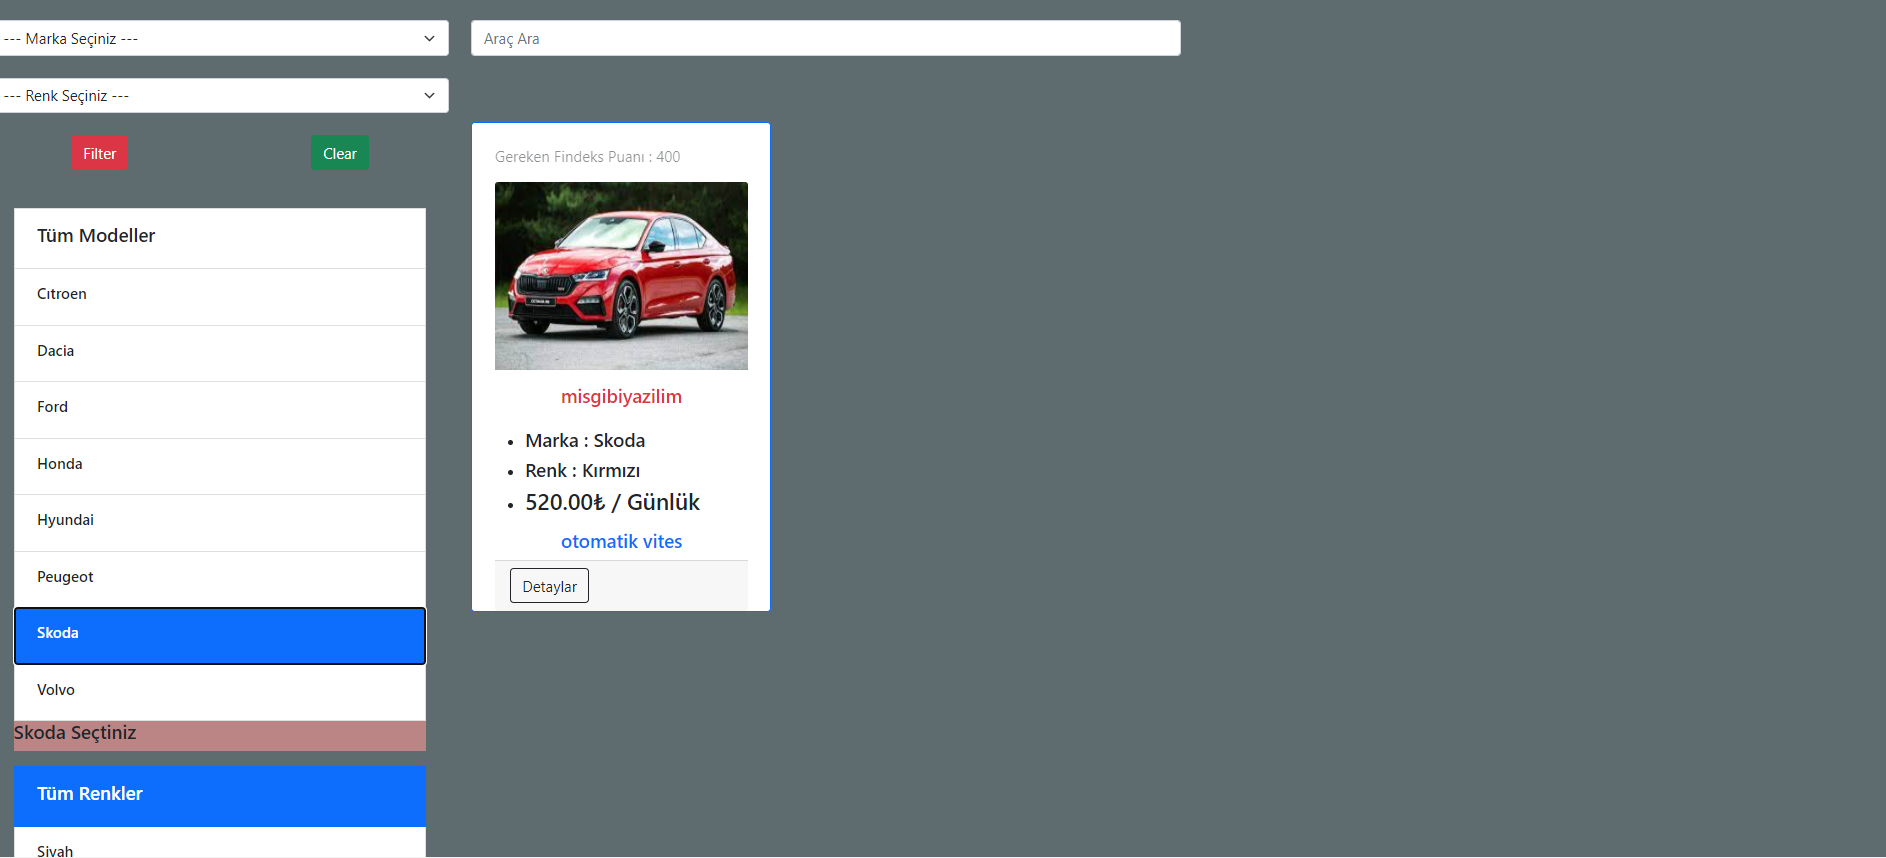 --- Marka Seçiniz ---
Araç Ara
--- Renk Seçiniz ---
Filter
Clear
Tüm Modeller
Cıtroen
Dacia
Ford
Honda
Hyundai
Peugeot
Skoda
Volvo
Skoda Seçtiniz
Tüm Renkler
Siyah
Gereken Findeks Puanı : 400
misgibiyazilim
Marka : Skoda
Renk : Kırmızı
520.00₺ / Günlük
otomatik vites
Detaylar